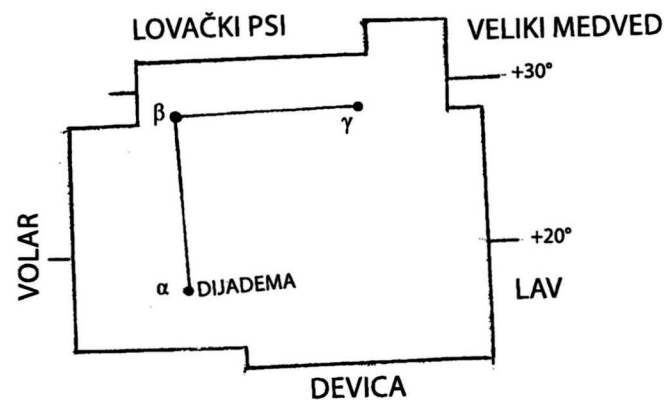 LOVAČKI PSI
VELIKI MEDVED
+30°
β
γ
VOLAR
+20°
α
DIJADEMA
LAV
DEVICA